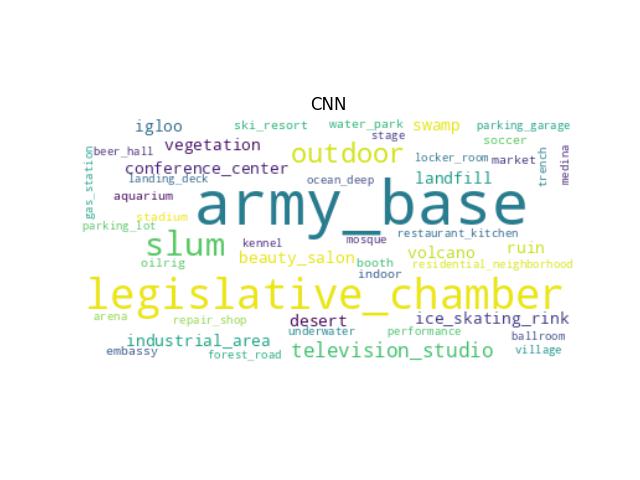 CNN
igloo ski_resort water_park swamp parking_garage
stage
beer_hall vegetation outdoor soccer
locker_room market
gas_station conference_center trench medina
landing_deck ocean_deep landfill
aquarium army_base
stadium
parking_lot restaurant_kitchen
slum kennel mosque ruin
oilrig beauty_salon booth volcano
residential_neighborhood
indoor
legislative_chamber
arena repair_shop desert ice_skating_rink
underwater performance ballroom
industrial_area
embassy forest_road television_studio village